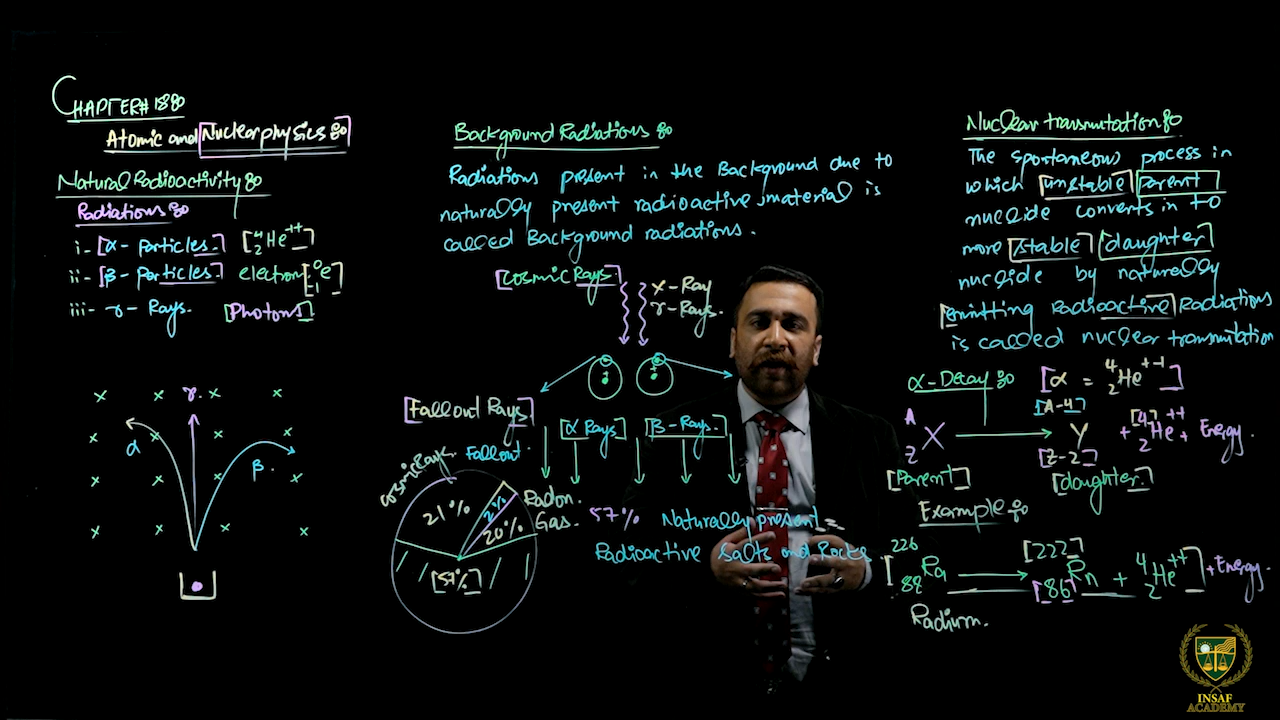 CHAPTER# 18:
Atomic and Nuclear physics:
Natural Radioactivity:
Radiations:
i- [α- particles.] [⁴₂He⁺⁺]
ii- [β- particles.] electron [⁰₋₁e]
iii- γ- Rays. [Photons]
α
γ.
β
Background Radiations:
Radiations present in the Background due to
naturally present radioactive material is
called Background radiations.
[Cosmic Rays.]
x-Ray
γ-Rays.
[Fallout Rays]
[α Rays]
[β-Rays.]
Cosmic Rays. Fallout.
21%
2%
20%
[57%]
Radon.
Gas.
57% Naturally present
Radioactive Salts and Rocks
Nuclear transmutation:
The spontaneous process in
which [unstable] [parent]
nuclide converts in to
more [stable] [daughter]
nuclide by naturally
[emitting Radioactive] Radiations
is called nuclear transmutation
α-Decay: [α = ⁴₂He⁺⁺]
A [A-4]
X → Y + [⁴₂]He⁺⁺ + Energy.
Z [Z-2]
[Parent] [daughter]
Example:
226 [222]
[88Ra → [86]Rn + ⁴₂He⁺⁺] + Energy.
Radium.
INSAF
ACADEMY